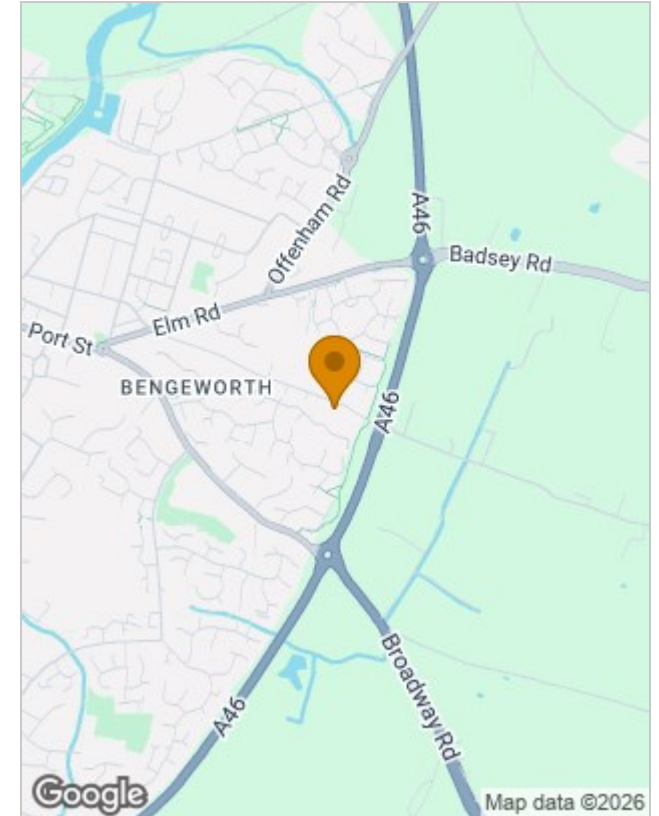 A46
Badsey Rd
Offenham Rd
Elm Rd
Port St
BENGEWORTH
A46
Broadway Rd
A46
Google
Map data ©2026